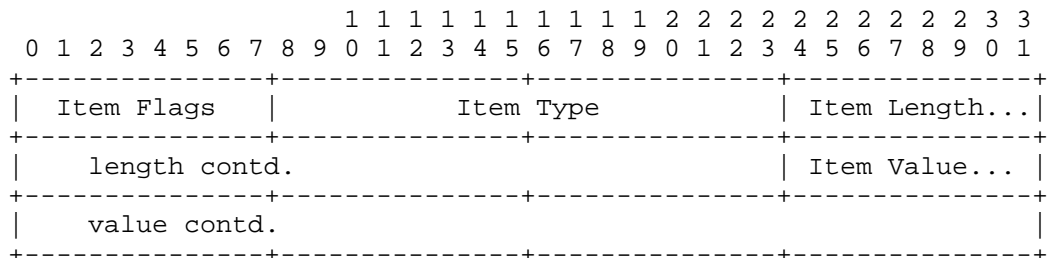 1 1 1 1 1 1 1 1 1 1 2 2 2 2 2 2 2 2 2 2 3 3
 0 1 2 3 4 5 6 7 8 9 0 1 2 3 4 5 6 7 8 9 0 1 2 3 4 5 6 7 8 9 0 1
+---------------+---------------+---------------+---------------+
|  Item Flags   |           Item Type           | Item Length...|
+---------------+---------------+---------------+---------------+
|    length contd.                              | Item Value... |
+---------------+---------------+---------------+---------------+
|    value contd.                                               |
+---------------+---------------+---------------+---------------+